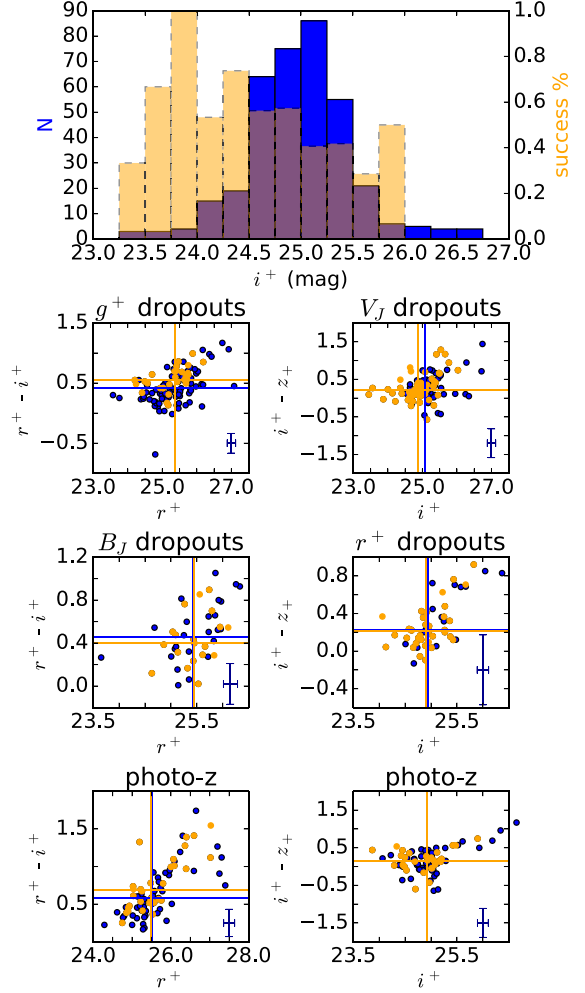 90
80
70
60
50
40
30
20
10
0
N
1.0
0.8
0.6
0.4
0.2
0.0
success %
23.0 23.5 24.0 24.5 25.0 25.5 26.0 26.5 27.0
i⁺ (mag)
g⁺ dropouts
1.5
0.5
−0.5
r⁺ - i⁺
23.0 25.0 27.0
r⁺
V_J dropouts
1.5
0.5
−0.5
−1.5
i⁺ - z₊
23.0 25.0 27.0
i⁺
B_J dropouts
1.2
0.8
0.4
0.0
r⁺ - i⁺
23.5 25.5
r⁺
r⁺ dropouts
0.8
0.4
0.0
−0.4
i⁺ - z₊
23.5 25.5
i⁺
photo-z
1.5
0.5
r⁺ - i⁺
24.0 26.0 28.0
r⁺
photo-z
1.5
0.5
−0.5
−1.5
i⁺ - z₊
23.5 25.5
i⁺